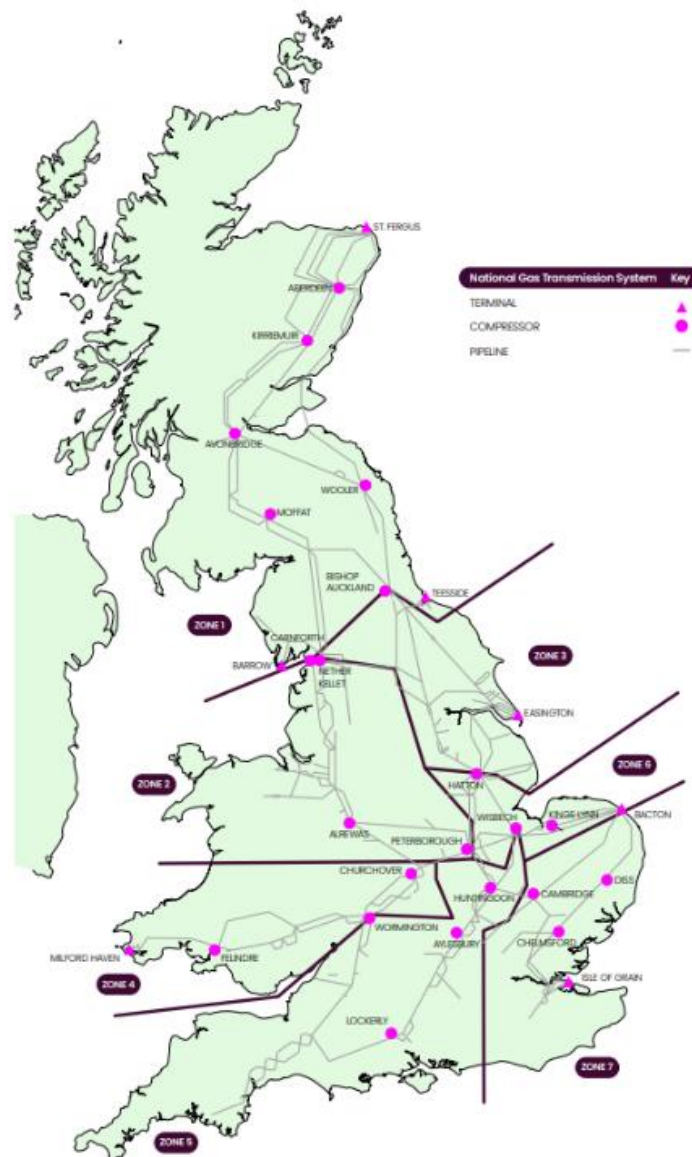 ST. FERGUS
National Gas Transmission System Key
TERMINAL
COMPRESSOR
PIPELINE
ABERDEEN
KIRRIEMUIR
AVONBRIDGE
WOOLER
MOFFAT
BISHOP
AUCKLAND
TEESSIDE
ZONE 1
CARNFORTH
ZONE 3
BARROW
NETHER
KELLET
EASINGTON
ZONE 6
HATTON
ZONE 2
WISBECH
KINGS LYNN
BACTON
ALREWAS
PETERBOROUGH
CHURCHOVER
DISS
HUNTINGDON
CAMBRIDGE
WORMINGTON
AYLESBURY
CHELMSFORD
MILFORD HAVEN
FELINDRE
ZONE 4
ISLE OF GRAIN
LOCKERLY
ZONE 7
ZONE 5